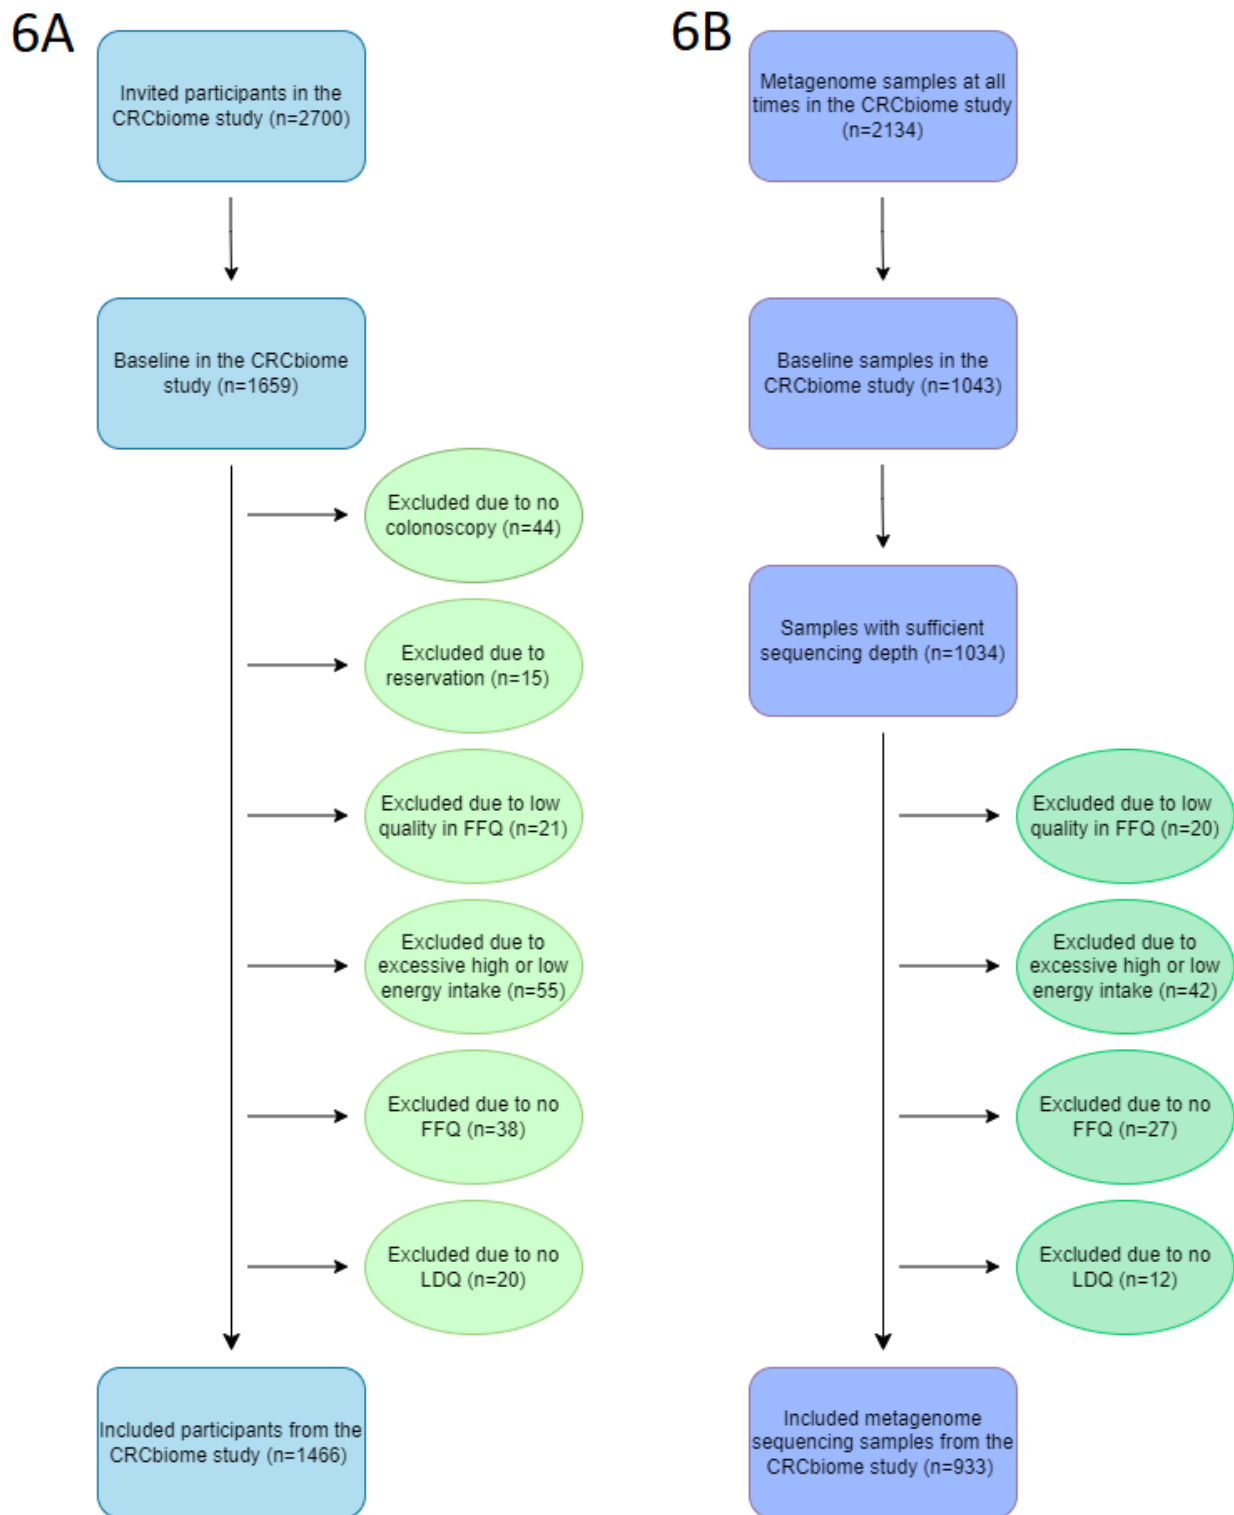 6A
Invited participants in the
CRCbiome study (n=2700)
Baseline in the CRCbiome
study (n=1659)
Excluded due to no
colonoscopy (n=44)
Excluded due to
reservation (n=15)
Excluded due to low
quality in FFQ (n=21)
Excluded due to
excessive high or low
energy intake (n=55)
Excluded due to no
FFQ (n=38)
Excluded due to no
LDQ (n=20)
Included participants from the
CRCbiome study (n=1466)
6B
Metagenome samples at all
times in the CRCbiome study
(n=2134)
Baseline samples in the
CRCbiome study (n=1043)
Samples with sufficient
sequencing depth (n=1034)
Excluded due to low
quality in FFQ (n=20)
Excluded due to
excessive high or low
energy intake (n=42)
Excluded due to no
FFQ (n=27)
Excluded due to no
LDQ (n=12)
Included metagenome
sequencing samples from the
CRCbiome study (n=933)